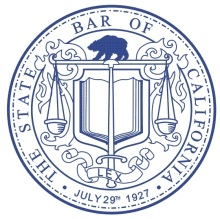 THE STATE BAR OF CALIFORNIA
LEX
· JULY 29TH 1927 ·